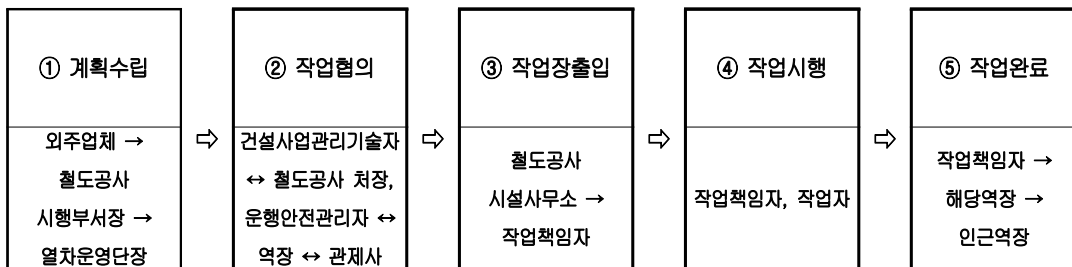 ① 계획수립
외주업체 →
철도공사
시행부서장 →
열차운영단장
⇨
② 작업협의
건설사업관리기술자
↔ 철도공사 처장,
운행안전관리자 ↔
역장 ↔ 관제사
⇨
③ 작업장출입
철도공사
시설사무소 →
작업책임자
⇨
④ 작업시행
작업책임자, 작업자
⇨
⑤ 작업완료
작업책임자 →
해당역장 →
인근역장